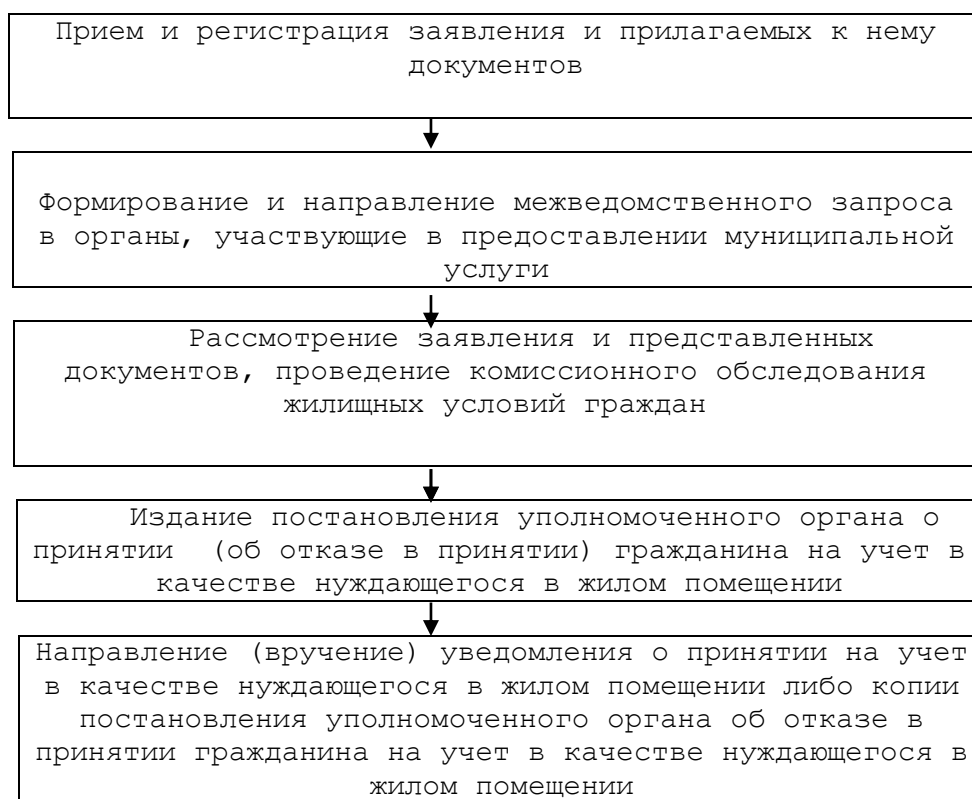 Прием и регистрация заявления и прилагаемых к нему
документов
Формирование и направление межведомственного запроса
в органы, участвующие в предоставлении муниципальной
услуги
Рассмотрение заявления и представленных
документов, проведение комиссионного обследования
жилищных условий граждан
Издание постановления уполномоченного органа о
принятии (об отказе в принятии) гражданина на учет в
качестве нуждающегося в жилом помещении
Направление (вручение) уведомления о принятии на учет
в качестве нуждающегося в жилом помещении либо копии
постановления уполномоченного органа об отказе в
принятии гражданина на учет в качестве нуждающегося в
жилом помещении